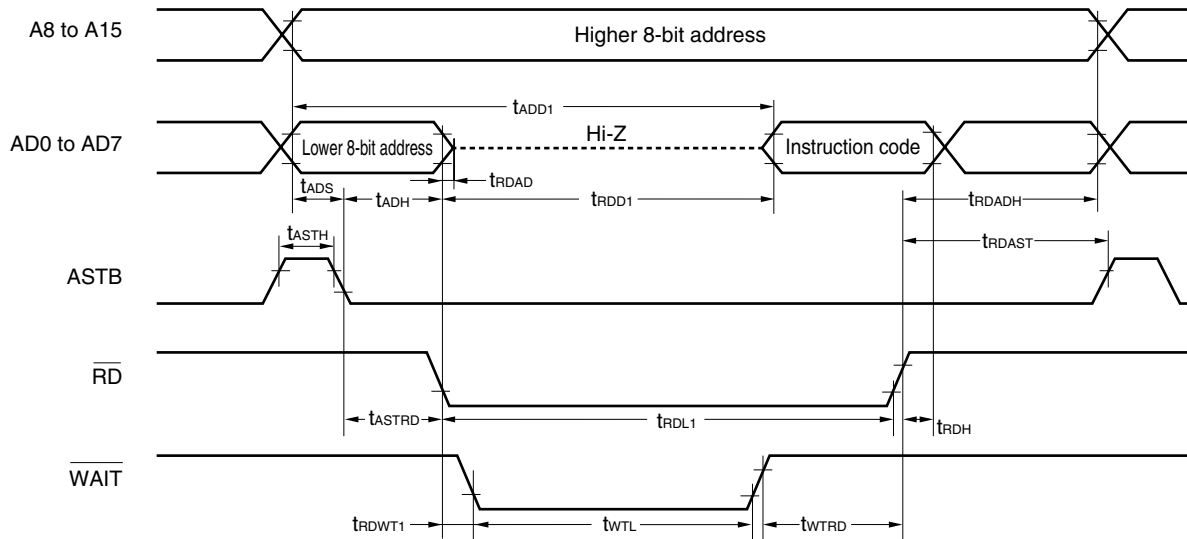 A8 to A15
Higher 8-bit address
tADD1
AD0 to AD7
Lower 8-bit address
Hi-Z
Instruction code
tRDAD
tADS
tADH
tRDD1
tRDADH
tASTH
tRDAST
ASTB
RD
tASTRD
tRDL1
tRDH
WAIT
tRDWT1
tWTL
tWTRD